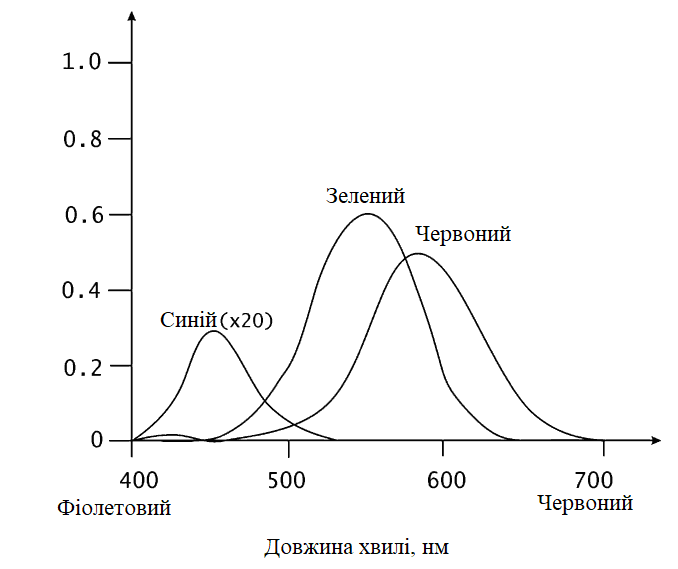 1.0
0.8
Зелений
0.6
Червоний
0.4
Синій(x20)
0.2
0
400 500 600 700
Фіолетовий Червоний
Довжина хвилі, нм